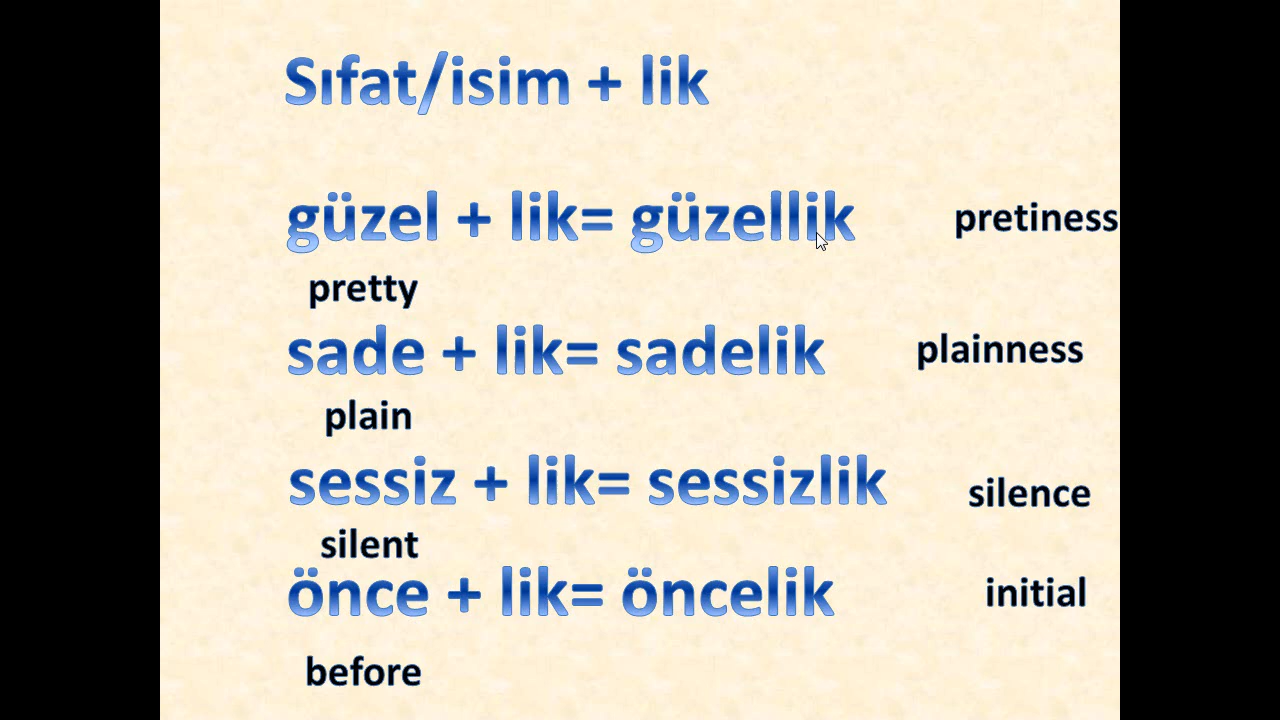 Sıfat/isim + lik
güzel + lik= güzellik pretiness
pretty
sade + lik= sadelik plainness
plain
sessiz + lik= sessizlik silence
silent
önce + lik= öncelik initial
before